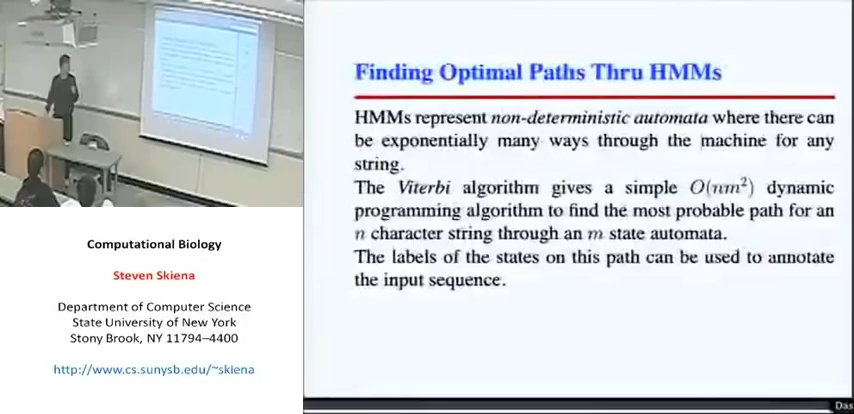 Finding Optimal Paths Thru HMMs
HMMs represent non-deterministic automata where there can
be exponentially many ways through the machine for any
string.
The Viterbi algorithm gives a simple O(nm²) dynamic
programming algorithm to find the most probable path for an
n character string through an m state automata.
The labels of the states on this path can be used to annotate
the input sequence.
Computational Biology
Steven Skiena
Department of Computer Science
State University of New York
Stony Brook, NY 11794–4400
http://www.cs.sunysb.edu/~skiena
Das